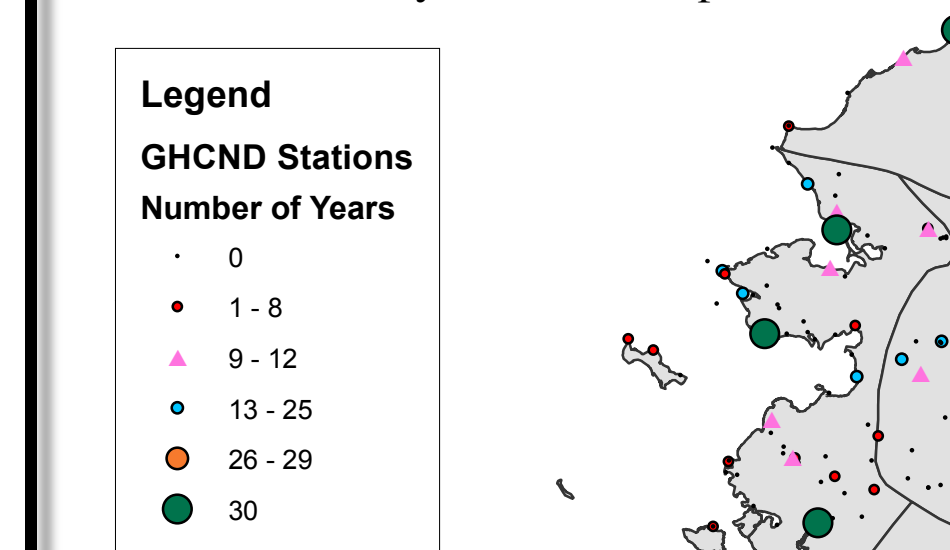 Legend
GHCND Stations
Number of Years
0
1 - 8
9 - 12
13 - 25
26 - 29
30